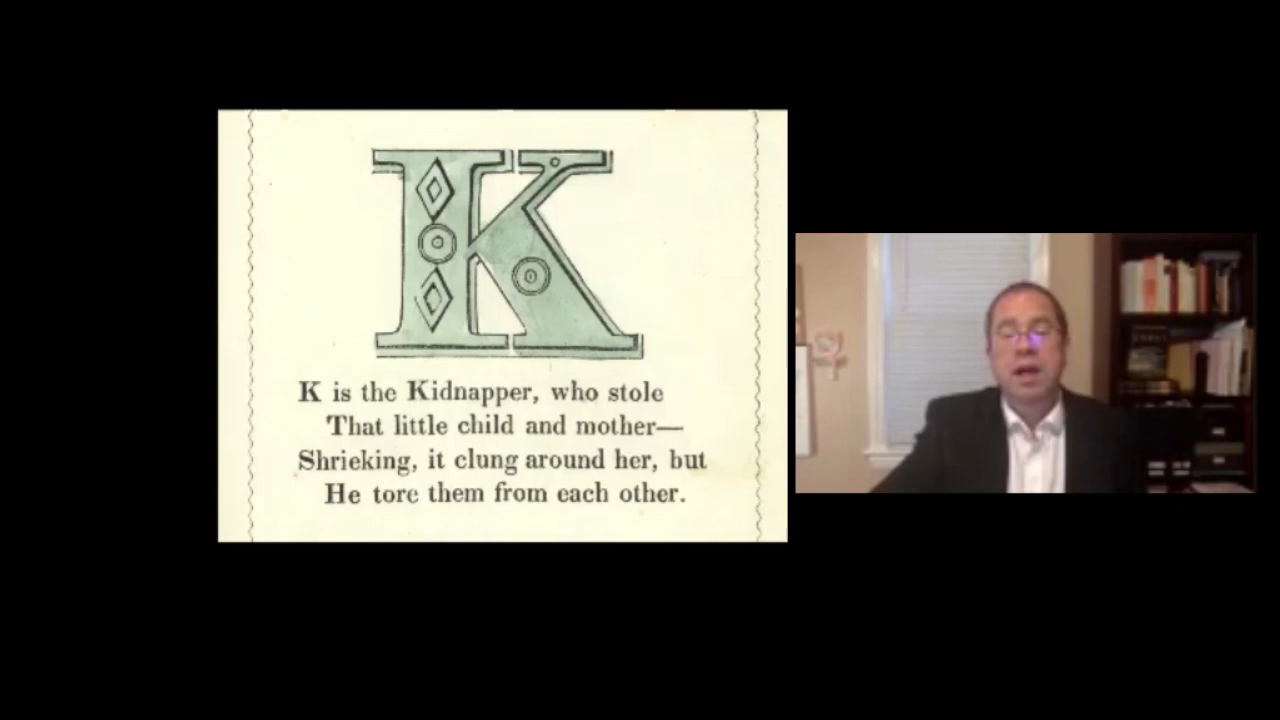 K
K is the Kidnapper, who stole
That little child and mother—
Shrieking, it clung around her, but
He tore them from each other.